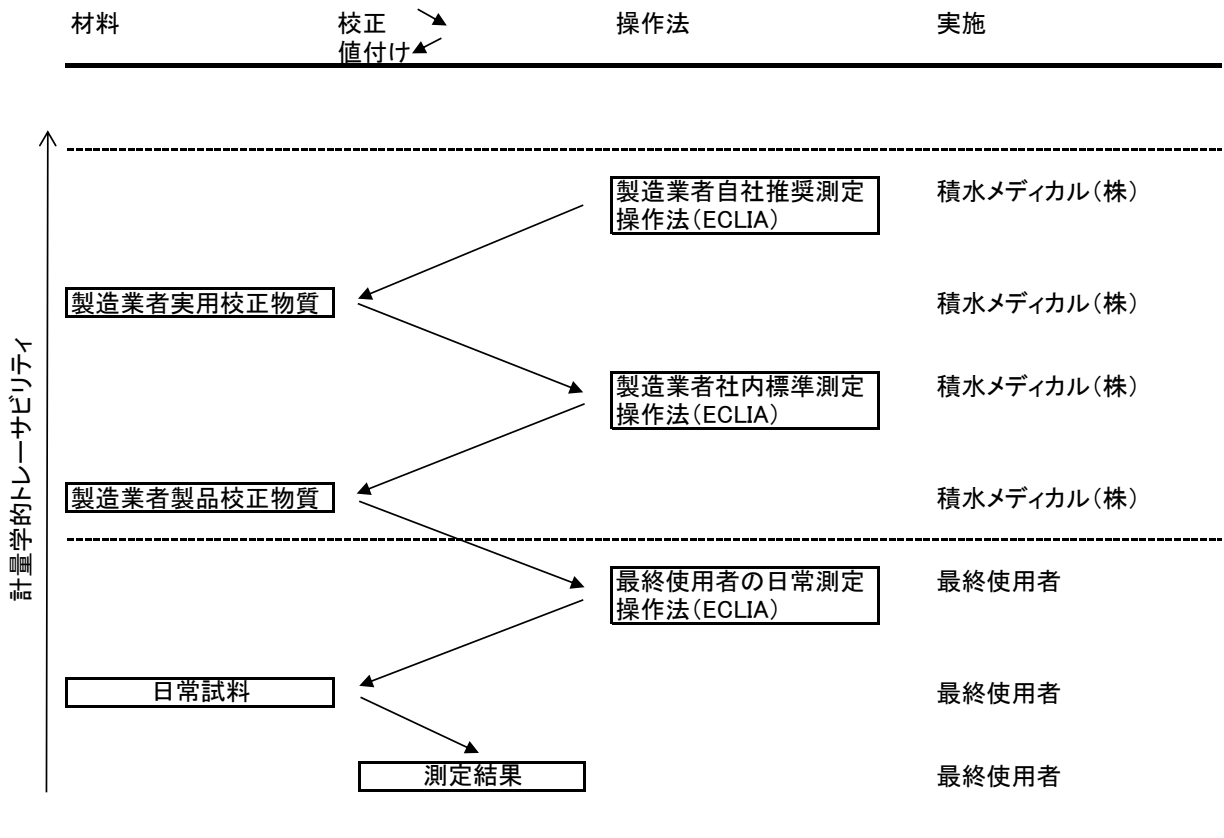 材料
校正
値付け
操作法
実施
計量学的トレーサビリティ
製造業者自社推奨測定
操作法(ECLIA)
積水メディカル(株)
製造業者実用校正物質
積水メディカル(株)
製造業者社内標準測定
操作法(ECLIA)
積水メディカル(株)
製造業者製品校正物質
積水メディカル(株)
最終使用者の日常測定
操作法(ECLIA)
最終使用者
日常試料
最終使用者
測定結果
最終使用者